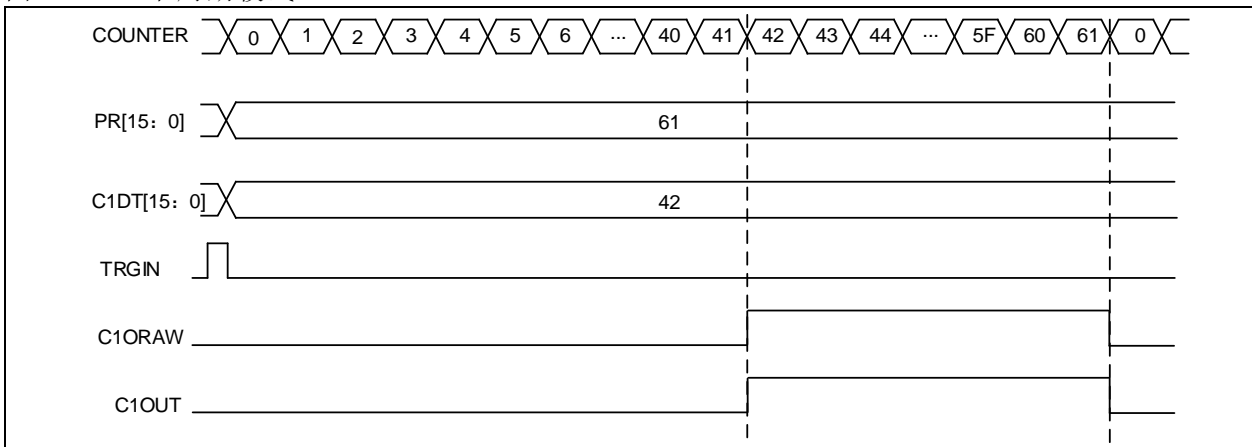 COUNTER 0 1 2 3 4 5 6 ... 40 41 42 43 44 ... 5F 60 61 0
PR[15：0] 61
C1DT[15：0] 42
TRGIN
C1ORAW
C1OUT